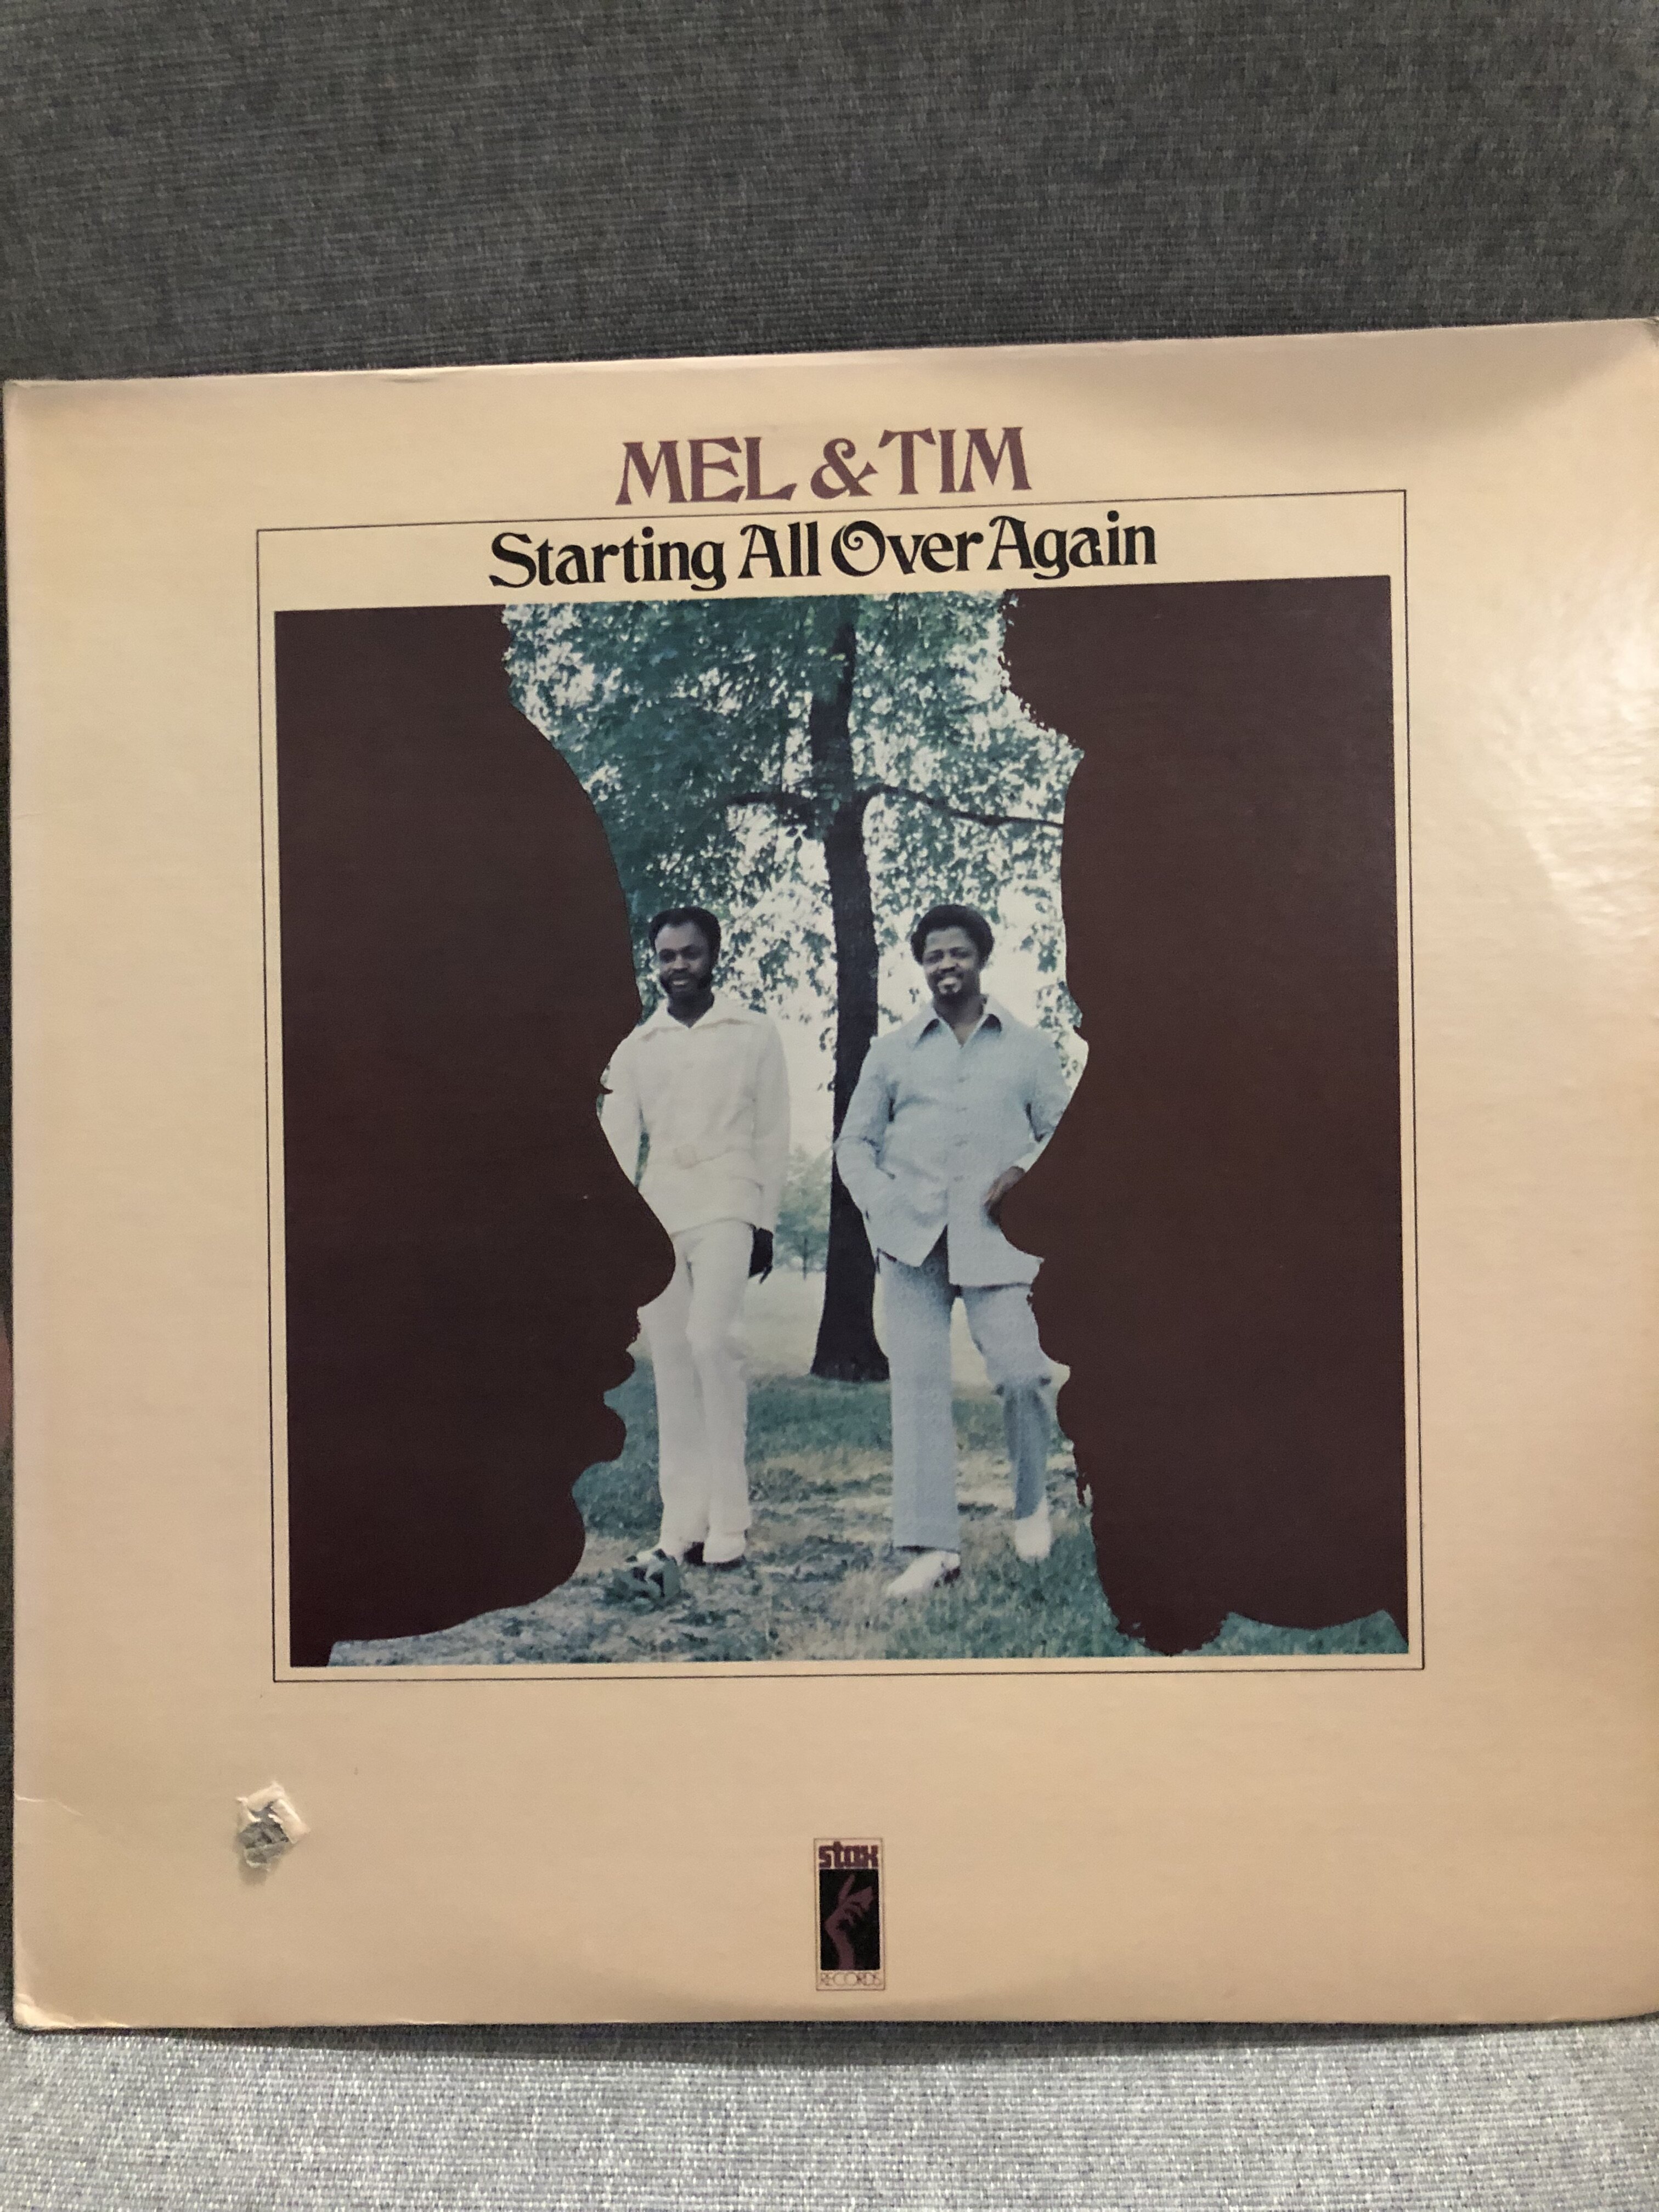 MEL & TIM
Starting All Over Again
stax
RECORDS